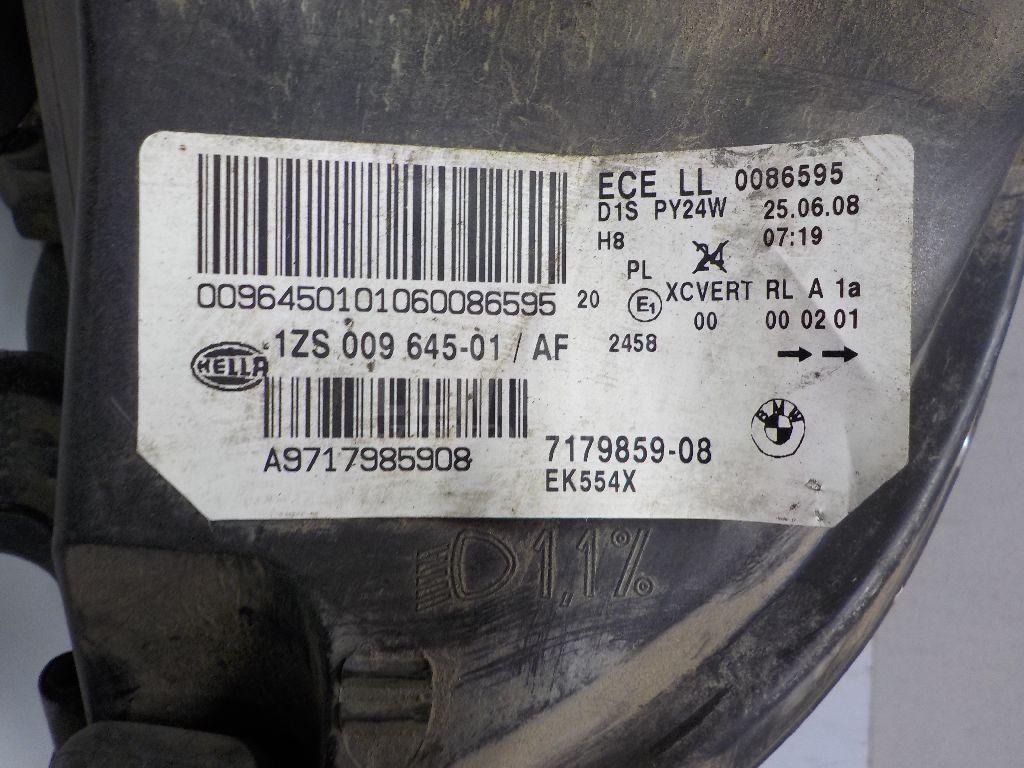 ECE LL 0086595
D1S PY24W 25.06.08
H8 07:19
24
PL
0096450101060086595 20 E1 XCVERT RL A 1a
00 00 02 01
HELLA 1ZS 009 645-01 / AF 2458
BMW
A9717985908 7179859-08
EK554X
1,1%